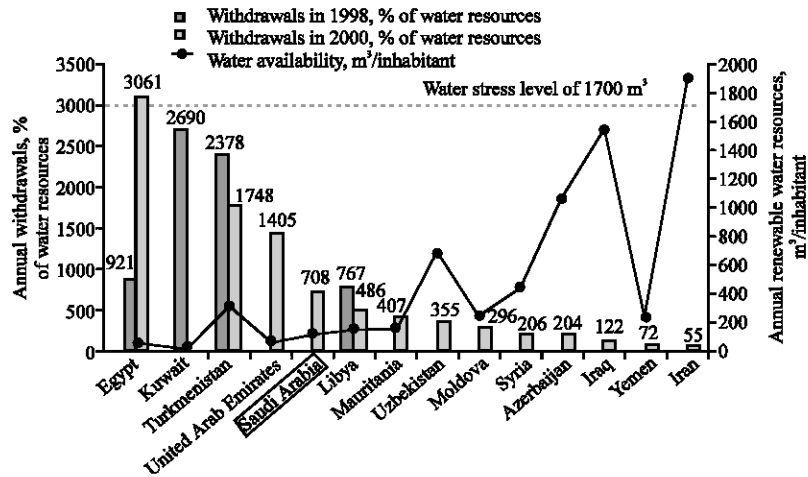 Withdrawals in 1998, % of water resources
Withdrawals in 2000, % of water resources
Water availability, m³/inhabitant
Annual withdrawals, %
of water resources
3500
3000
2500
2000
1500
1000
500
0
Water stress level of 1700 m³
921
3061
2690
2378
1748
1405
708
767
486
407
355
296
206
204
122
72
55
2000
1800
1600
1400
1200
1000
800
600
400
200
0
Annual renewable water resources,
m³/inhabitant
Egypt
Kuwait
Turkmenistan
United Arab Emirates
Saudi Arabia
Libya
Mauritania
Uzbekistan
Moldova
Syria
Azerbaijan
Iraq
Yemen
Iran